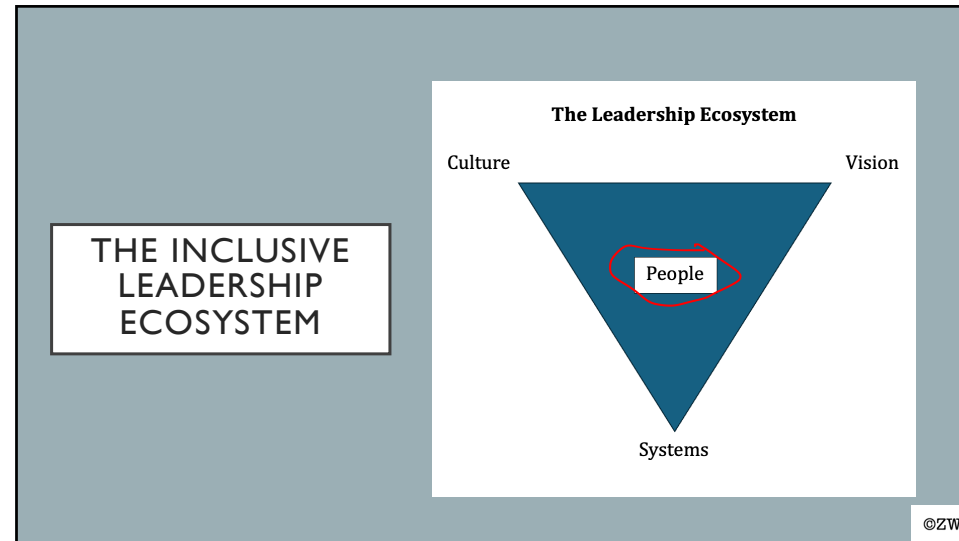 THE INCLUSIVE
LEADERSHIP
ECOSYSTEM
The Leadership Ecosystem
Culture
Vision
People
Systems
©ZW